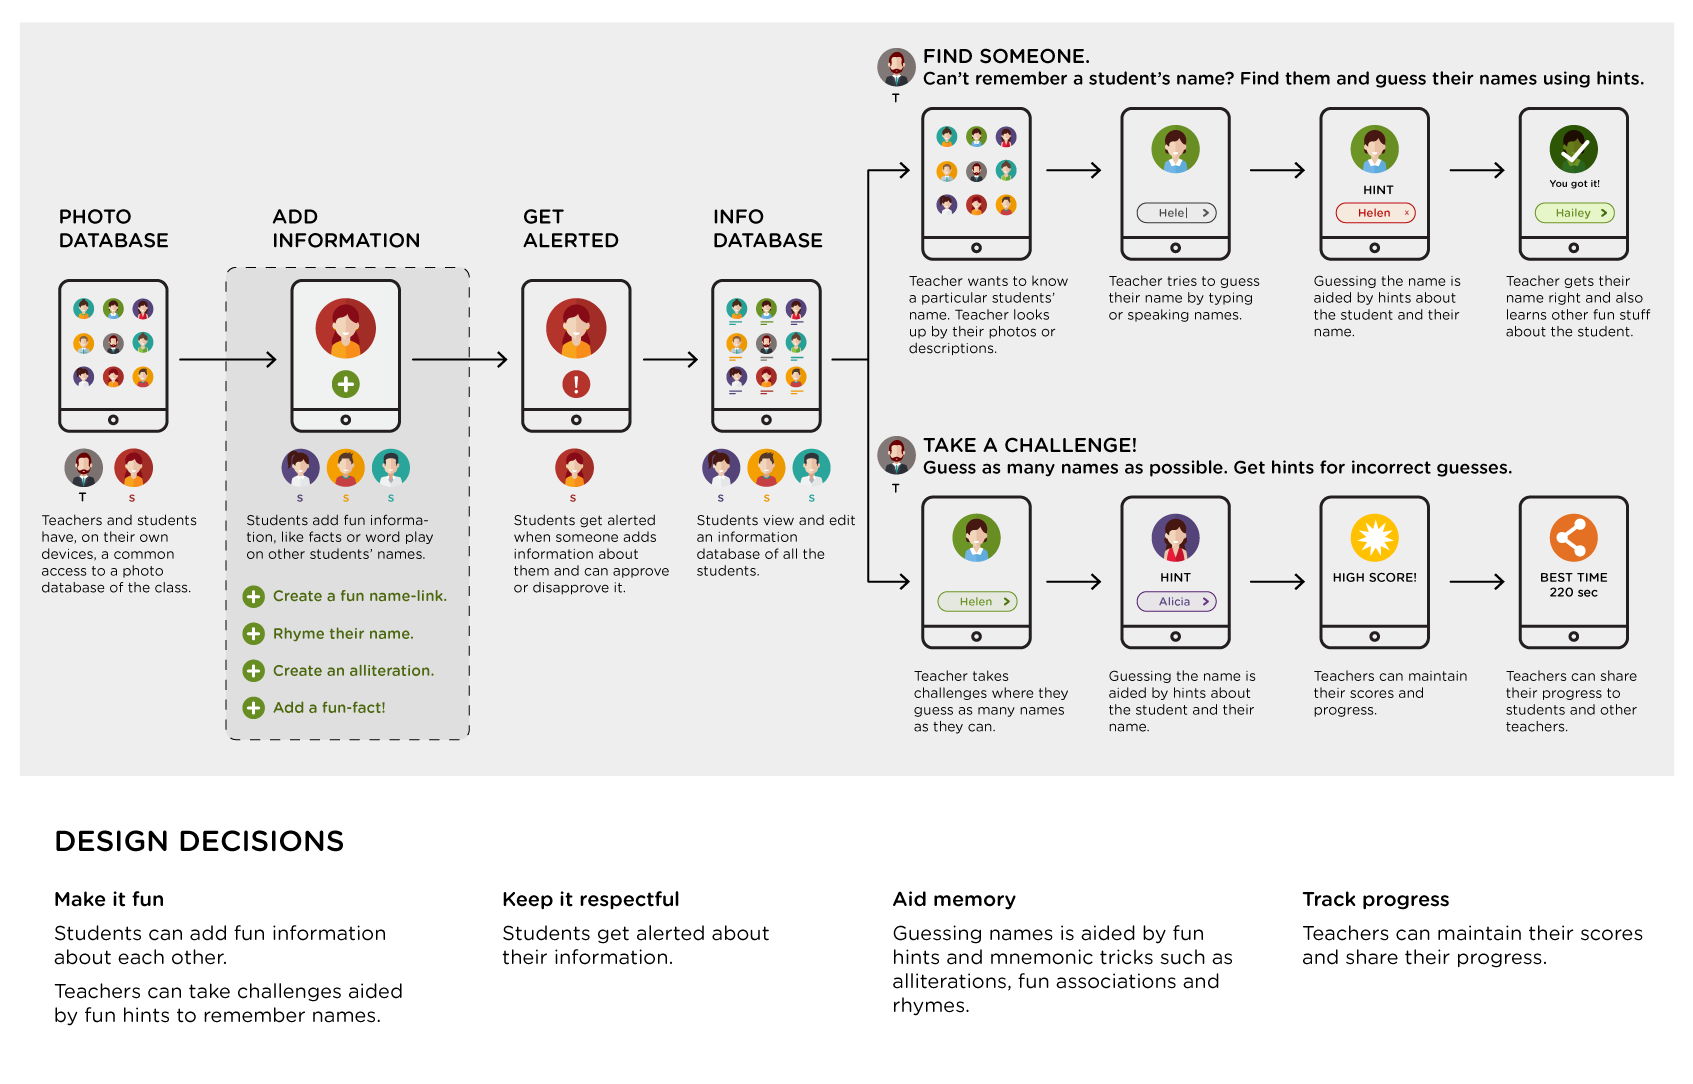 FIND SOMEONE.
Can't remember a student's name? Find them and guess their names using hints.
T
Hele|
HINT
Helen x
You got it!
Hailey
Teacher wants to know
a particular students'
name. Teacher looks
up by their photos or
descriptions.
Teacher tries to guess
their name by typing
or speaking names.
Guessing the name is
aided by hints about
the student and their
name.
Teacher gets their
name right and also
learns other fun stuff
about the student.
PHOTO
DATABASE
T
S
Teachers and students
have, on their own
devices, a common
access to a photo
database of the class.
ADD
INFORMATION
S
S
S
Students add fun informa-
tion, like facts or word play
on other students' names.
Create a fun name-link.
Rhyme their name.
Create an alliteration.
Add a fun-fact!
GET
ALERTED
!
S
Students get alerted
when someone adds
information about
them and can approve
or disapprove it.
INFO
DATABASE
S
S
S
Students view and edit
an information
database of all the
students.
TAKE A CHALLENGE!
Guess as many names as possible. Get hints for incorrect guesses.
T
Helen
HINT
Alicia
HIGH SCORE!
BEST TIME
220 sec
Teacher takes
challenges where they
guess as many names
as they can.
Guessing the name is
aided by hints about
the student and their
name.
Teachers can maintain
their scores and
progress.
Teachers can share
their progress to
students and other
teachers.
DESIGN DECISIONS
Make it fun
Students can add fun information
about each other.
Teachers can take challenges aided
by fun hints to remember names.
Keep it respectful
Students get alerted about
their information.
Aid memory
Guessing names is aided by fun
hints and mnemonic tricks such as
alliterations, fun associations and
rhymes.
Track progress
Teachers can maintain their scores
and share their progress.